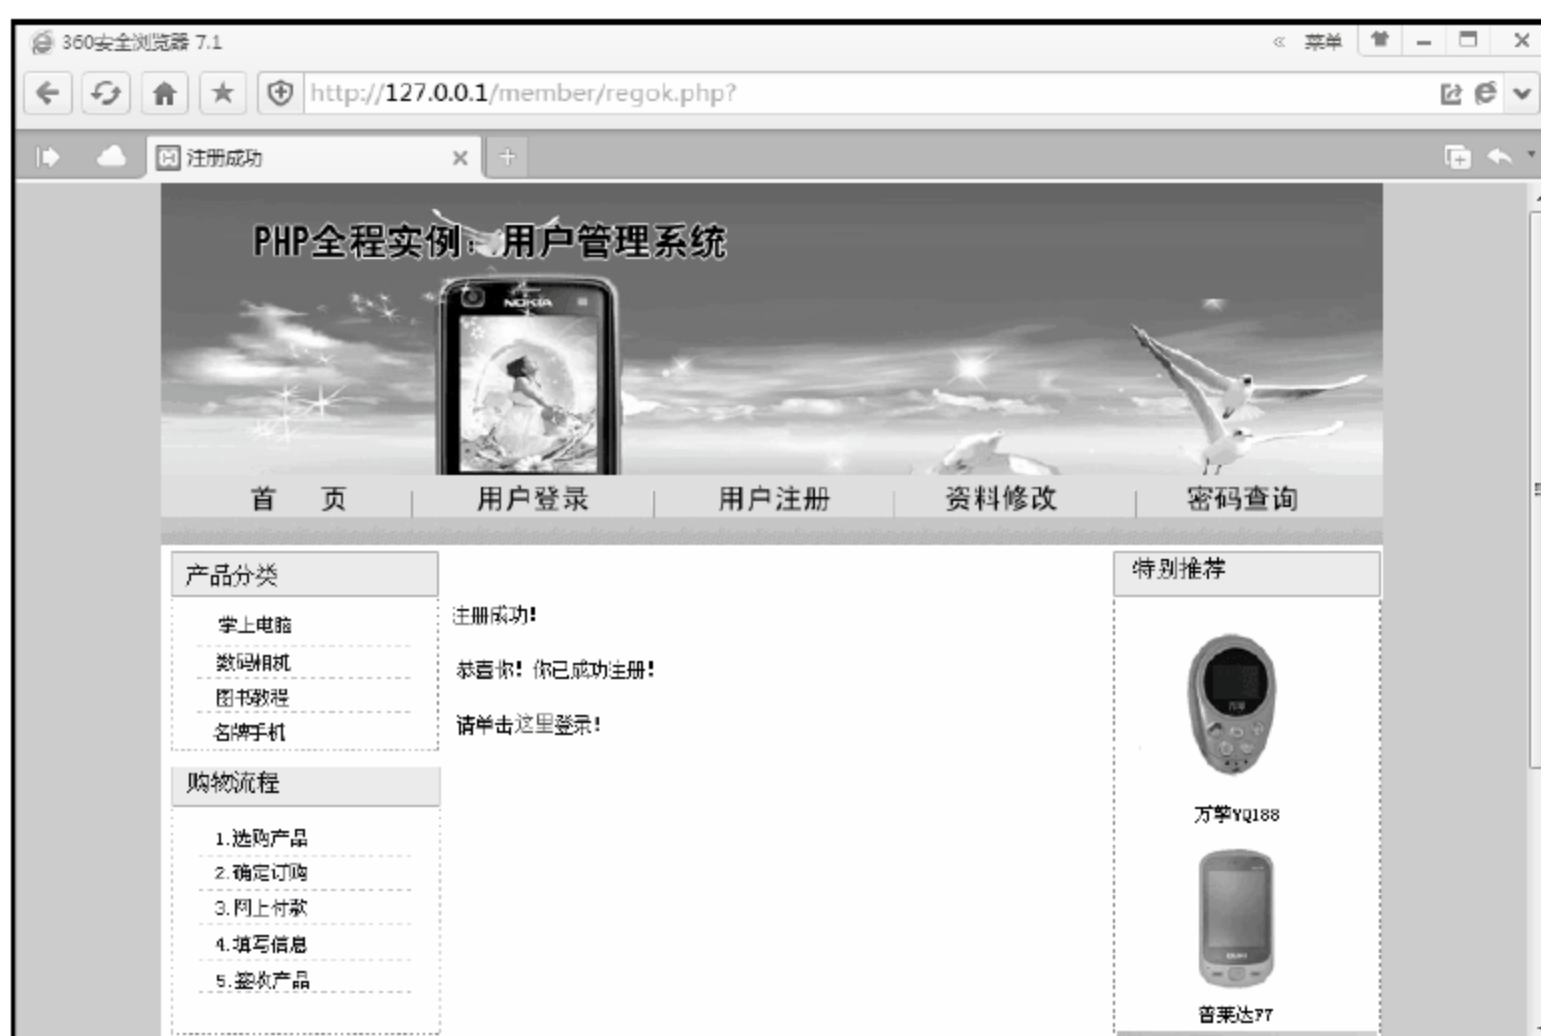 360安全浏览器 7.1
« 菜单
http://127.0.0.1/member/regok.php?
注册成功
PHP全程实例：用户管理系统
NOKIA
首 页
用户登录
用户注册
资料修改
密码查询
产品分类
掌上电脑
数码相机
图书教程
名牌手机
购物流程
1.选购产品
2.确定订购
3.网上付款
4.填写信息
5.签收产品
注册成功!
恭喜你! 你已成功注册!
请单击这里登录!
特别推荐
万擎YQ188
普莱达F7